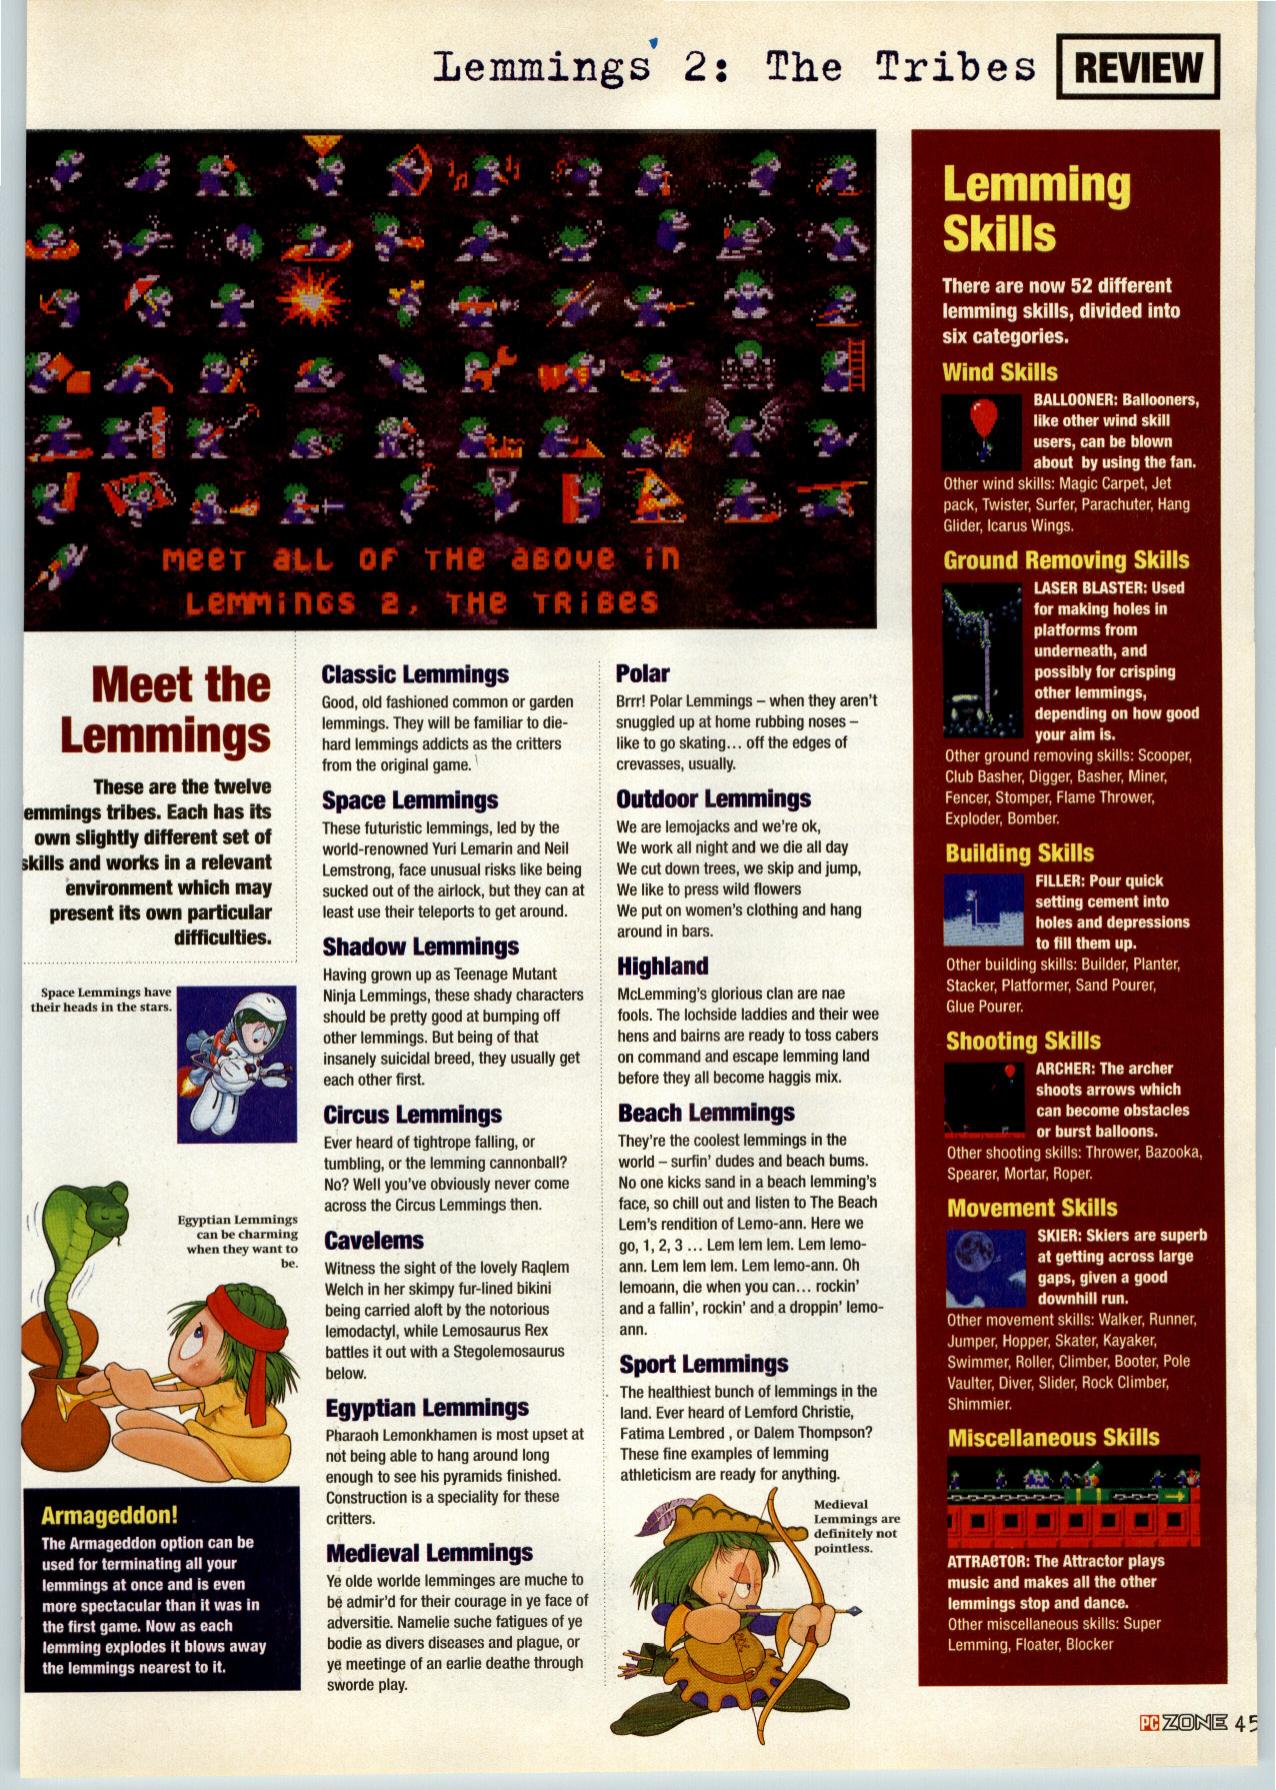 Lemmings 2: The Tribes REVIEW
MEET ALL OF THE ABOVE IN
LEMMINGS 2, THE TRIBES
Meet the
Lemmings
These are the twelve
emmings tribes. Each has its
own slightly different set of
skills and works in a relevant
environment which may
present its own particular
difficulties.
Space Lemmings have
their heads in the stars.
Egyptian Lemmings
can be charming
when they want to
be.
Armageddon!
The Armageddon option can be
used for terminating all your
lemmings at once and is even
more spectacular than it was in
the first game. Now as each
lemming explodes it blows away
the lemmings nearest to it.
Classic Lemmings
Good, old fashioned common or garden
lemmings. They will be familiar to die-
hard lemmings addicts as the critters
from the original game.
Space Lemmings
These futuristic lemmings, led by the
world-renowned Yuri Lemarin and Neil
Lemstrong, face unusual risks like being
sucked out of the airlock, but they can at
least use their teleports to get around.
Shadow Lemmings
Having grown up as Teenage Mutant
Ninja Lemmings, these shady characters
should be pretty good at bumping off
other lemmings. But being of that
insanely suicidal breed, they usually get
each other first.
Circus Lemmings
Ever heard of tightrope falling, or
tumbling, or the lemming cannonball?
No? Well you've obviously never come
across the Circus Lemmings then.
Cavelems
Witness the sight of the lovely Raqlem
Welch in her skimpy fur-lined bikini
being carried aloft by the notorious
lemodactyl, while Lemosaurus Rex
battles it out with a Stegolemosaurus
below.
Egyptian Lemmings
Pharaoh Lemonkhamen is most upset at
not being able to hang around long
enough to see his pyramids finished.
Construction is a speciality for these
critters.
Medieval Lemmings
Ye olde worlde lemminges are muche to
be admir'd for their courage in ye face of
adversitie. Namelie suche fatigues of ye
bodie as divers diseases and plague, or
ye meetinge of an earlie deathe through
sworde play.
Polar
Brrr! Polar Lemmings – when they aren't
snuggled up at home rubbing noses –
like to go skating... off the edges of
crevasses, usually.
Outdoor Lemmings
We are lemojacks and we're ok,
We work all night and we die all day
We cut down trees, we skip and jump,
We like to press wild flowers
We put on women's clothing and hang
around in bars.
Highland
McLemming's glorious clan are nae
fools. The lochside laddies and their wee
hens and bairns are ready to toss cabers
on command and escape lemming land
before they all become haggis mix.
Beach Lemmings
They're the coolest lemmings in the
world – surfin' dudes and beach bums.
No one kicks sand in a beach lemming's
face, so chill out and listen to The Beach
Lem's rendition of Lemo-ann. Here we
go, 1, 2, 3 ... Lem lem lem. Lem lemo-
ann. Lem lem lem. Lem lemo-ann. Oh
lemoann, die when you can... rockin'
and a fallin', rockin' and a droppin' lemo-
ann.
Sport Lemmings
The healthiest bunch of lemmings in the
land. Ever heard of Lemford Christie,
Fatima Lembred , or Dalem Thompson?
These fine examples of lemming
athleticism are ready for anything.
Medieval
Lemmings are
definitely not
pointless.
Lemming
Skills
There are now 52 different
lemming skills, divided into
six categories.
Wind Skills
BALLOONER: Ballooners,
like other wind skill
users, can be blown
about by using the fan.
Other wind skills: Magic Carpet, Jet
pack, Twister, Surfer, Parachuter, Hang
Glider, Icarus Wings.
Ground Removing Skills
LASER BLASTER: Used
for making holes in
platforms from
underneath, and
possibly for crisping
other lemmings,
depending on how good
your aim is.
Other ground removing skills: Scooper,
Club Basher, Digger, Basher, Miner,
Fencer, Stomper, Flame Thrower,
Exploder, Bomber.
Building Skills
FILLER: Pour quick
setting cement into
holes and depressions
to fill them up.
Other building skills: Builder, Planter,
Stacker, Platformer, Sand Pourer,
Glue Pourer.
Shooting Skills
ARCHER: The archer
shoots arrows which
can become obstacles
or burst balloons.
Other shooting skills: Thrower, Bazooka,
Spearer, Mortar, Roper.
Movement Skills
SKIER: Skiers are superb
at getting across large
gaps, given a good
downhill run.
Other movement skills: Walker, Runner,
Jumper, Hopper, Skater, Kayaker,
Swimmer, Roller, Climber, Booter, Pole
Vaulter, Diver, Slider, Rock Climber,
Shimmier.
Miscellaneous Skills
ATTRACTOR: The Attractor plays
music and makes all the other
lemmings stop and dance.
Other miscellaneous skills: Super
Lemming, Floater, Blocker
PC ZONE 45